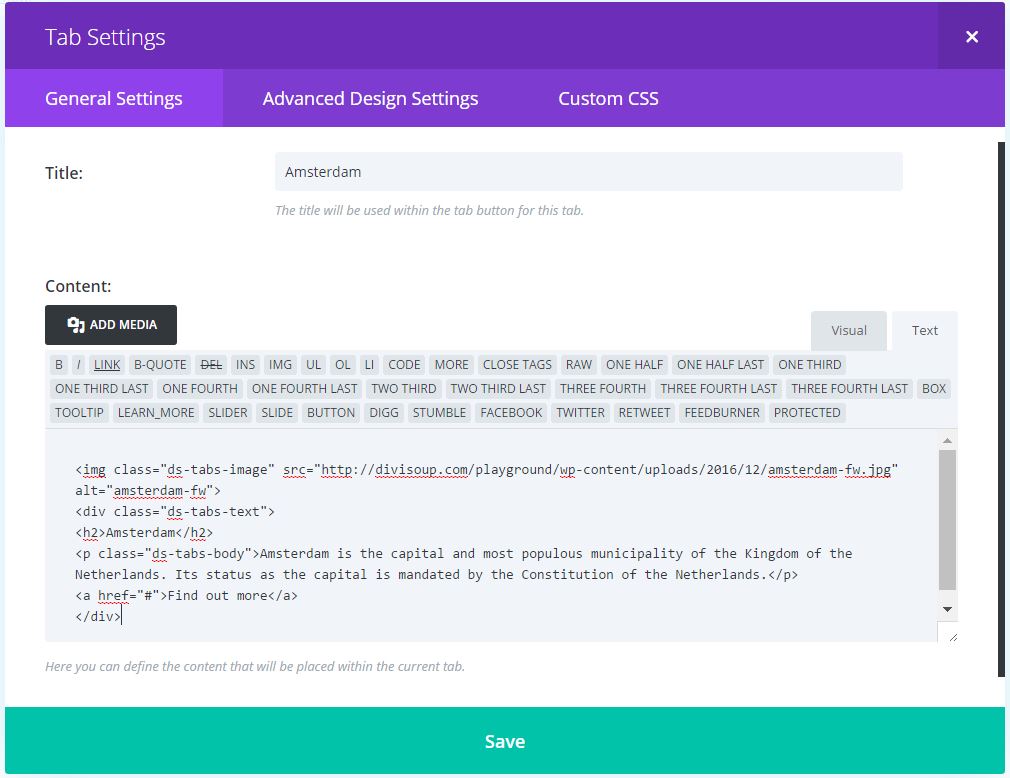 Tab Settings ×
General Settings Advanced Design Settings Custom CSS
Title: Amsterdam
The title will be used within the tab button for this tab.
Content:
ADD MEDIA
Visual Text
B I LINK B-QUOTE DEL INS IMG UL OL LI CODE MORE CLOSE TAGS RAW ONE HALF ONE HALF LAST ONE THIRD
ONE THIRD LAST ONE FOURTH ONE FOURTH LAST TWO THIRD TWO THIRD LAST THREE FOURTH THREE FOURTH LAST THREE FOURTH LAST BOX
TOOLTIP LEARN_MORE SLIDER SLIDE BUTTON DIGG STUMBLE FACEBOOK TWITTER RETWEET FEEDBURNER PROTECTED
<img class="ds-tabs-image" src="http://divisoup.com/playground/wp-content/uploads/2016/12/amsterdam-fw.jpg"
alt="amsterdam-fw">
<div class="ds-tabs-text">
<h2>Amsterdam</h2>
<p class="ds-tabs-body">Amsterdam is the capital and most populous municipality of the Kingdom of the
Netherlands. Its status as the capital is mandated by the Constitution of the Netherlands.</p>
<a href="#">Find out more</a>
</div>
Here you can define the content that will be placed within the current tab.
Save